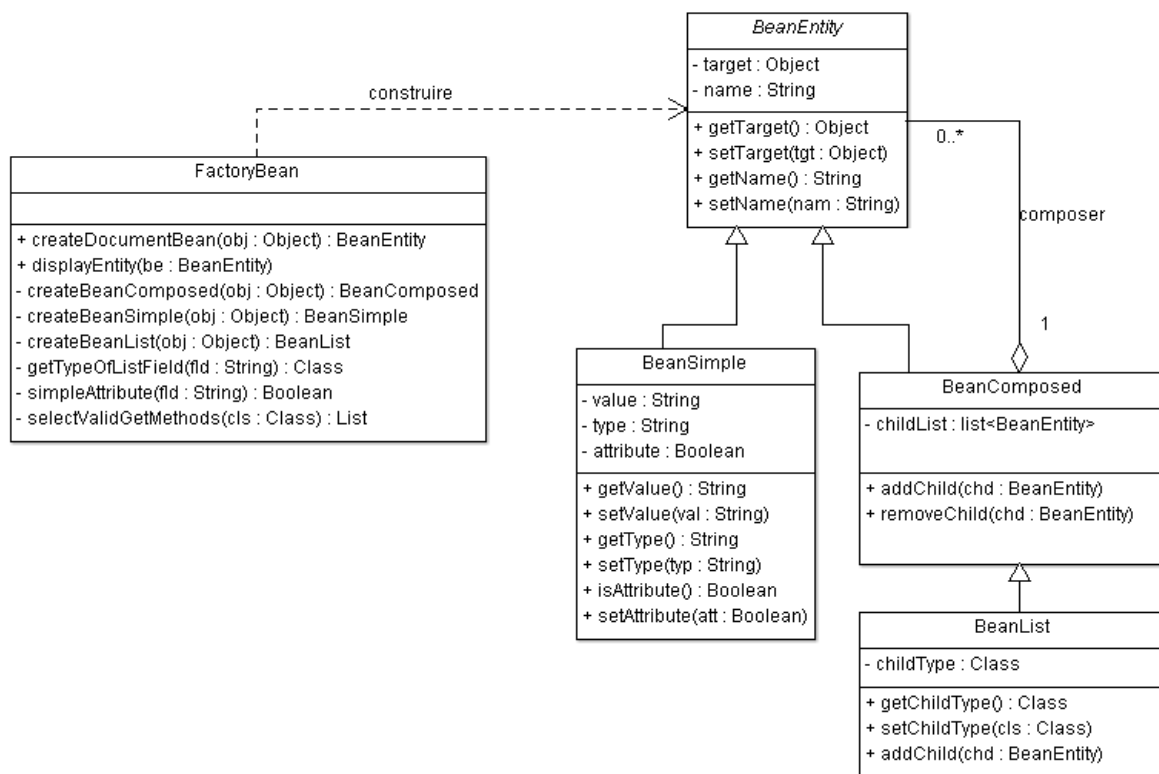 BeanEntity
- target : Object
- name : String
+ getTarget() : Object
+ setTarget(tgt : Object)
+ getName() : String
+ setName(nam : String)
construire
0..*
composer
1
FactoryBean
+ createDocumentBean(obj : Object) : BeanEntity
+ displayEntity(be : BeanEntity)
- createBeanComposed(obj : Object) : BeanComposed
- createBeanSimple(obj : Object) : BeanSimple
- createBeanList(obj : Object) : BeanList
- getTypeOfListField(fld : String) : Class
- simpleAttribute(fld : String) : Boolean
- selectValidGetMethods(cls : Class) : List
BeanSimple
- value : String
- type : String
- attribute : Boolean
+ getValue() : String
+ setValue(val : String)
+ getType() : String
+ setType(typ : String)
+ isAttribute() : Boolean
+ setAttribute(att : Boolean)
BeanComposed
- childList : list<BeanEntity>
+ addChild(chd : BeanEntity)
+ removeChild(chd : BeanEntity)
BeanList
- childType : Class
+ getChildType() : Class
+ setChildType(cls : Class)
+ addChild(chd : BeanEntity)